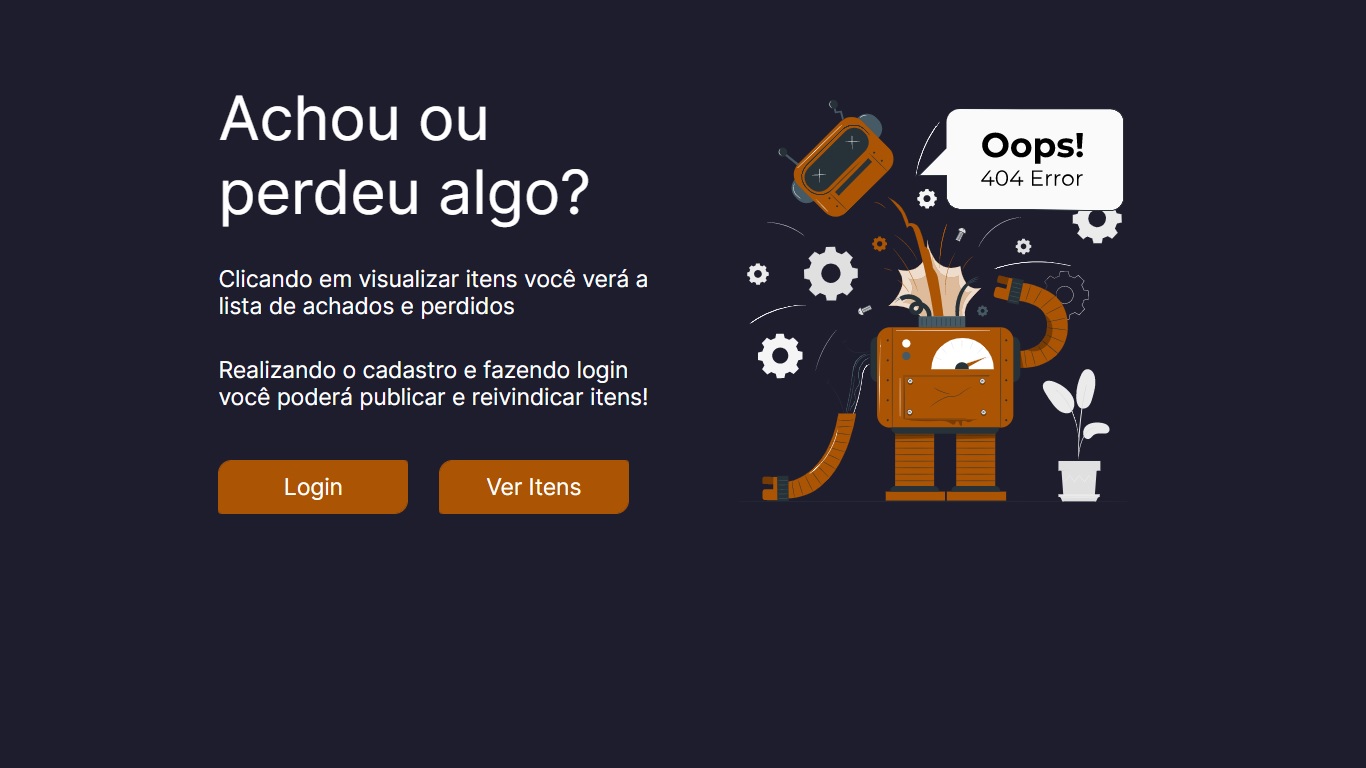 Achou ou
perdeu algo?
Clicando em visualizar itens você verá a
lista de achados e perdidos
Realizando o cadastro e fazendo login
você poderá publicar e reivindicar itens!
Login
Ver Itens
Oops!
404 Error